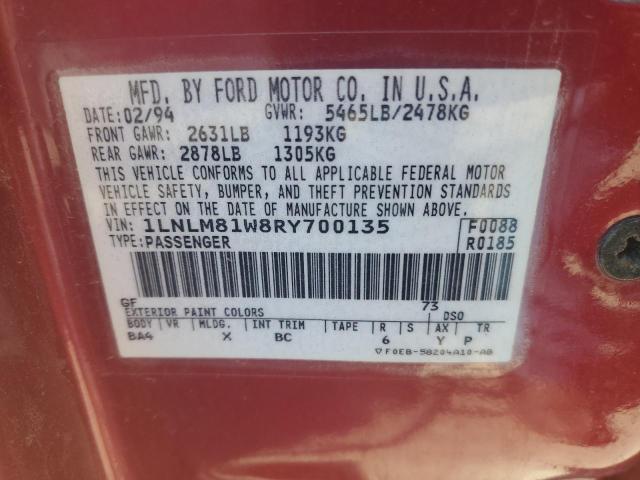 MFD. BY FORD MOTOR CO. IN U.S.A.
DATE: 02/94 GVWR: 5465LB/2478KG
FRONT GAWR: 2631LB 1193KG
REAR GAWR: 2878LB 1305KG
THIS VEHICLE CONFORMS TO ALL APPLICABLE FEDERAL MOTOR
VEHICLE SAFETY, BUMPER, AND THEFT PREVENTION STANDARDS
IN EFFECT ON THE DATE OF MANUFACTURE SHOWN ABOVE.
VIN: 1LNLM81W8RY700135 F0088
TYPE: PASSENGER R0185
GF 73
EXTERIOR PAINT COLORS DSO
BODY VR MLDG. INT TRIM TAPE R S AX TR
BA4 X BC 6 Y P
▽F0EB-58204A10-AB